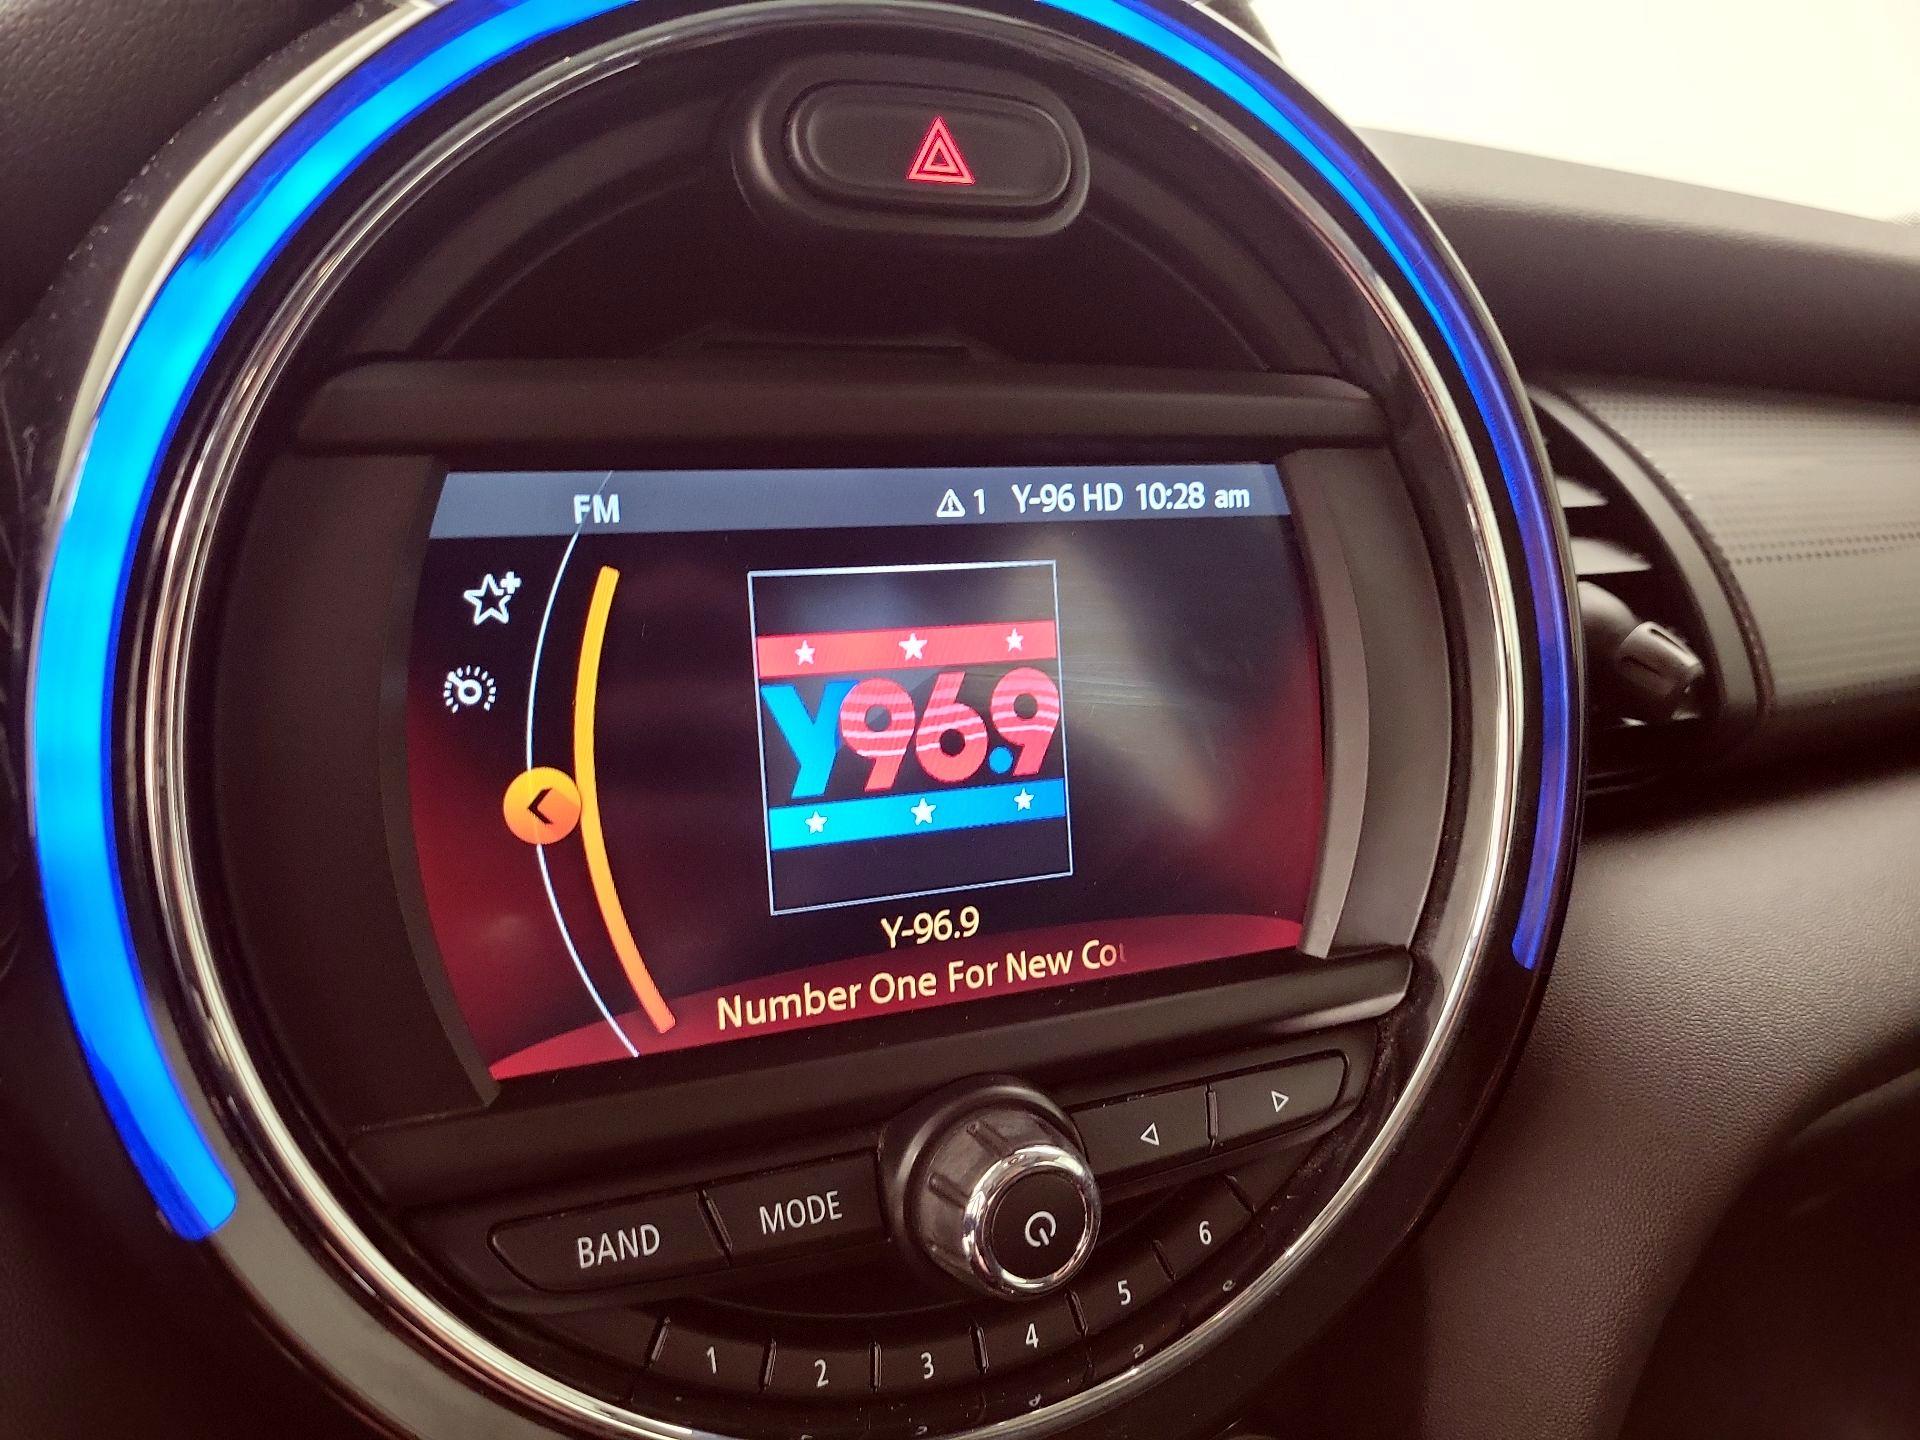 FM
1 Y-96 HD 10:28 am
Y96.9
Y-96.9
Number One For New
BAND
MODE
1
2
3
4
5
6